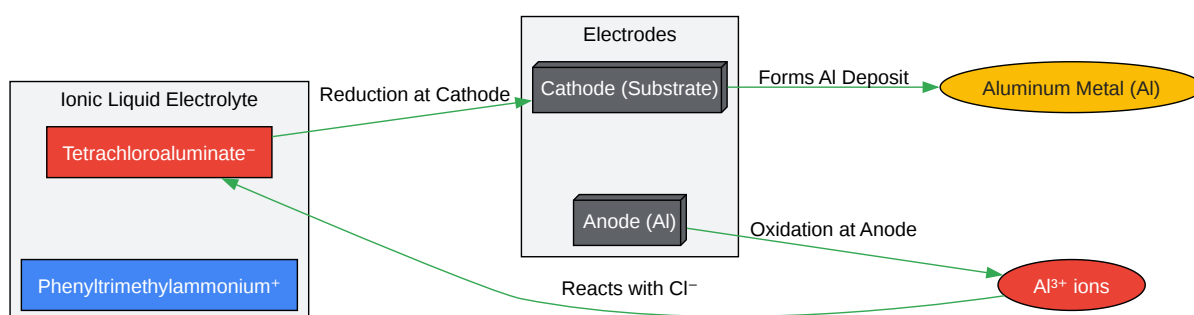 Electrodes
Ionic Liquid Electrolyte
Reduction at Cathode
Cathode (Substrate)
Forms Al Deposit
Aluminum Metal (Al)
Tetrachloroaluminate⁻
Anode (Al)
Oxidation at Anode
Phenyltrimethylammonium⁺
Reacts with Cl⁻
Al³⁺ ions